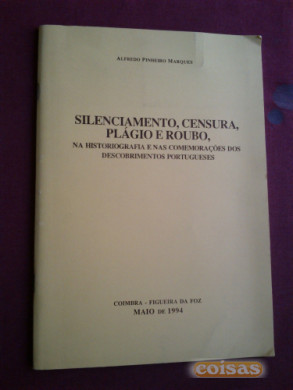 ALFREDO PINHEIRO MARQUES
SILENCIAMENTO, CENSURA,
PLÁGIO E ROUBO,
NA HISTORIOGRAFIA E NAS COMEMORAÇÕES DOS
DESCOBRIMENTOS PORTUGUESES
COIMBRA - FIGUEIRA DA FOZ
MAIO DE 1994
coisas